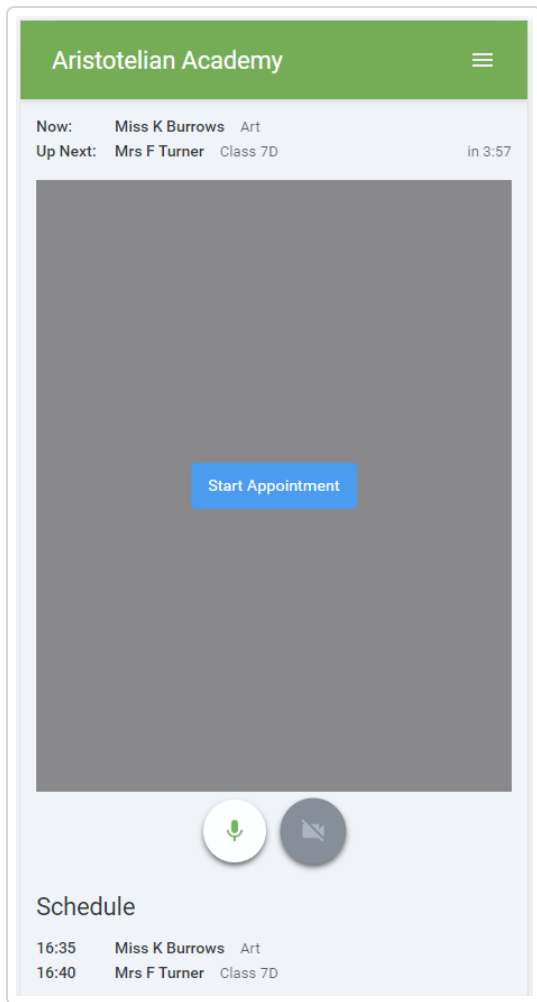 Aristotelian Academy
Now: Miss K Burrows Art
Up Next: Mrs F Turner Class 7D in 3:57
Start Appointment
Schedule
16:35 Miss K Burrows Art
16:40 Mrs F Turner Class 7D